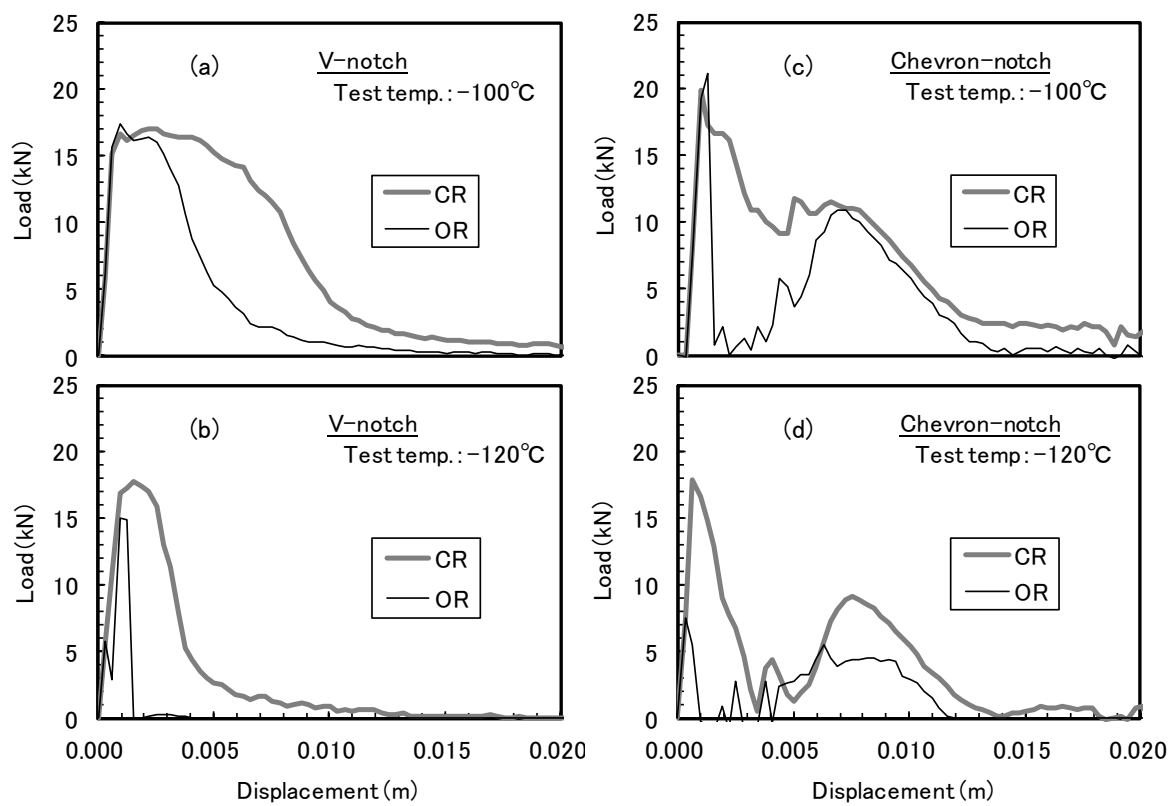 25
20
15
10
5
0
Load (kN)
(a)
V-notch
Test temp.: -100℃
CR
OR
25
20
15
10
5
0
Load (kN)
(c)
Chevron-notch
Test temp.: -100℃
CR
OR
25
20
15
10
5
0
Load (kN)
(b)
V-notch
Test temp.: -120℃
CR
OR
0.000
0.005
0.010
0.015
0.020
Displacement (m)
25
20
15
10
5
0
Load (kN)
(d)
Chevron-notch
Test temp: -120℃
CR
OR
0.000
0.005
0.010
0.015
0.020
Displacement (m)